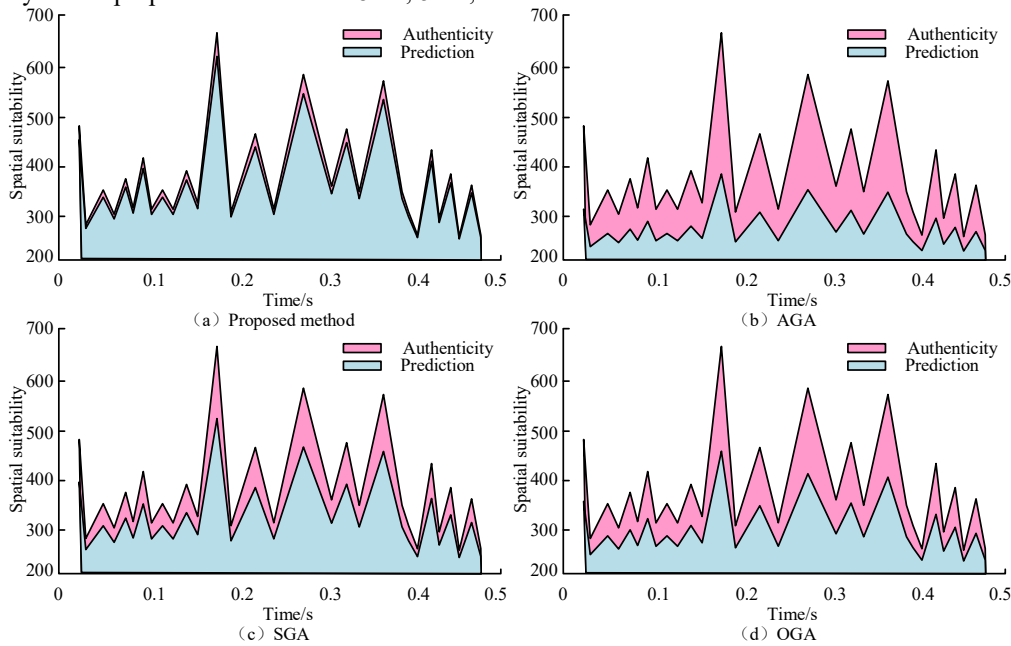 700
600
500
400
300
200
Spatial suitability
Authenticity
Prediction
0 0.1 0.2 0.3 0.4 0.5
Time/s
（a）Proposed method
700
600
500
400
300
200
Spatial suitability
Authenticity
Prediction
0 0.1 0.2 0.3 0.4 0.5
Time/s
（b）AGA
700
600
500
400
300
200
Spatial suitability
Authenticity
Prediction
0 0.1 0.2 0.3 0.4 0.5
Time/s
（c）SGA
700
600
500
400
300
200
Spatial suitability
Authenticity
Prediction
0 0.1 0.2 0.3 0.4 0.5
Time/s
（d）OGA